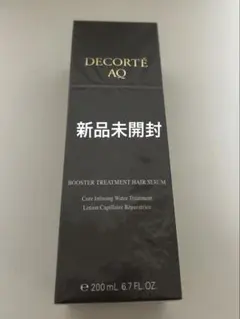 DECORTÉ
AQ
新品未開封
BOOSTER TREATMENT HAIR SERUM
Core Infusing Water Treatment
Lotion Capillaire Réparatrice
℮ 200 mL 6.7 FL.OZ.